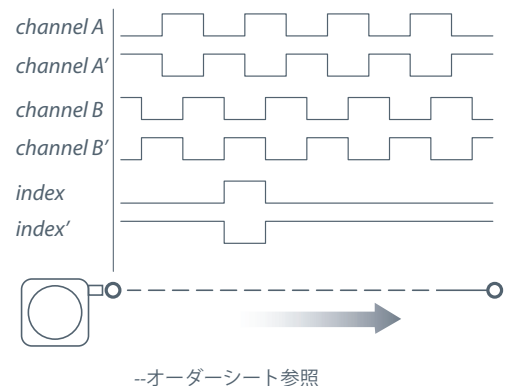 channel A
channel A’
channel B
channel B’
index
index’
--オーダーシート参照